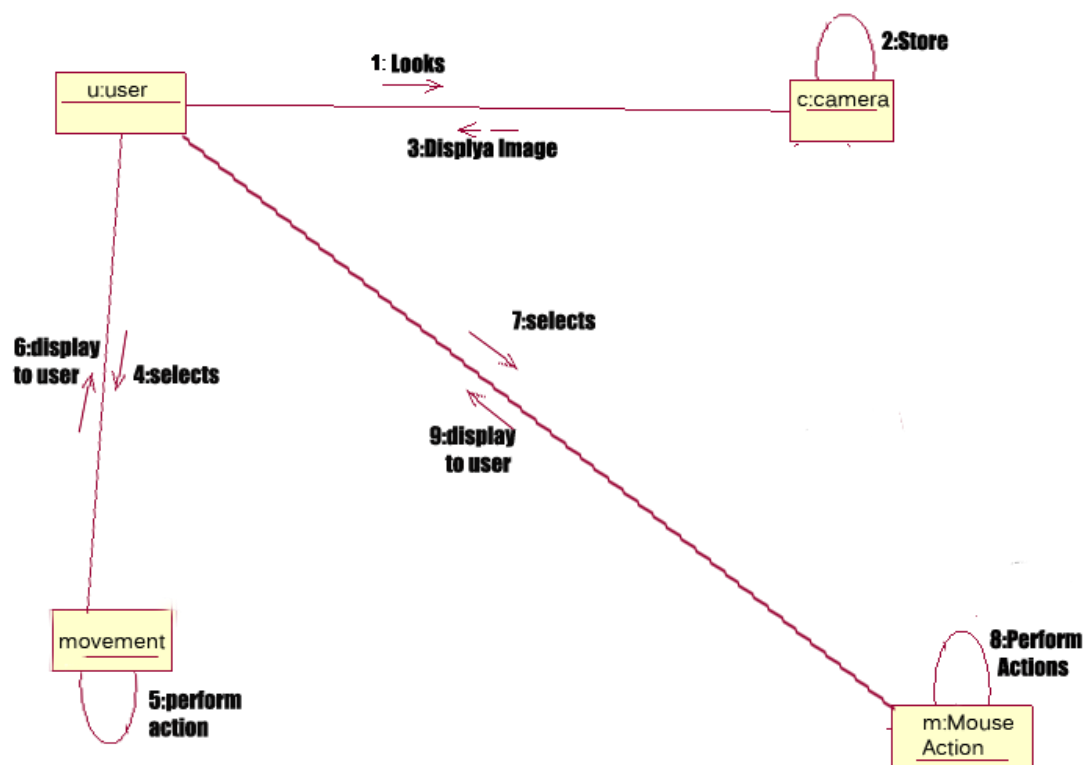 u:user
1: Looks
2:Store
c:camera
3:Displya Image
7:selects
6:display
to user
4:selects
9:display
to user
movement
5:perform
action
8:Perform
Actions
m:Mouse
Action